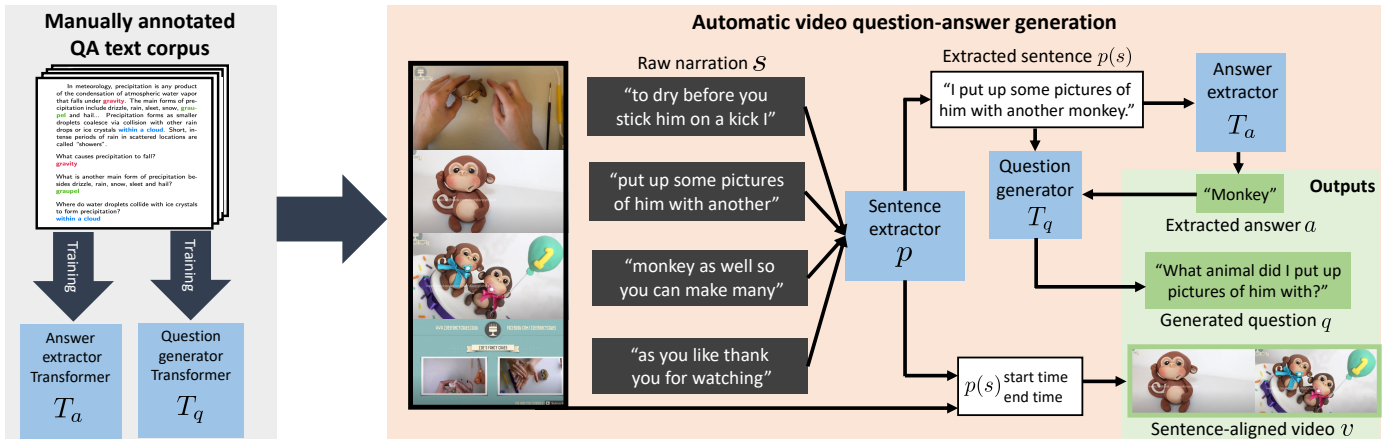 Manually annotated
QA text corpus
In meteorology, precipitation is any product
of the condensation of atmospheric water vapor
that falls under gravity. The main forms of pre-
cipitation include drizzle, rain, sleet, snow, grau-
pel and hail... Precipitation forms as smaller
droplets coalesce via collision with other rain
drops or ice crystals within a cloud. Short, in-
tense periods of rain in scattered locations are
called "showers".
What causes precipitation to fall?
gravity
What is another main form of precipitation be-
sides drizzle, rain, snow, sleet and hail?
graupel
Where do water droplets collide with ice crystals
to form precipitation?
within a cloud
Training
Training
Answer
extractor
Transformer
T_a
Question
generator
Transformer
T_q
Automatic video question-answer generation
Raw narration s
“to dry before you
stick him on a kick I”
“put up some pictures
of him with another”
“monkey as well so
you can make many”
“as you like thank
you for watching”
Sentence
extractor
p
Extracted sentence p(s)
“I put up some pictures of
him with another monkey.”
Answer
extractor
T_a
Question
generator
T_q
Outputs
“Monkey”
Extracted answer a
“What animal did I put up
pictures of him with?”
Generated question q
p(s) start time
end time
Sentence-aligned video v